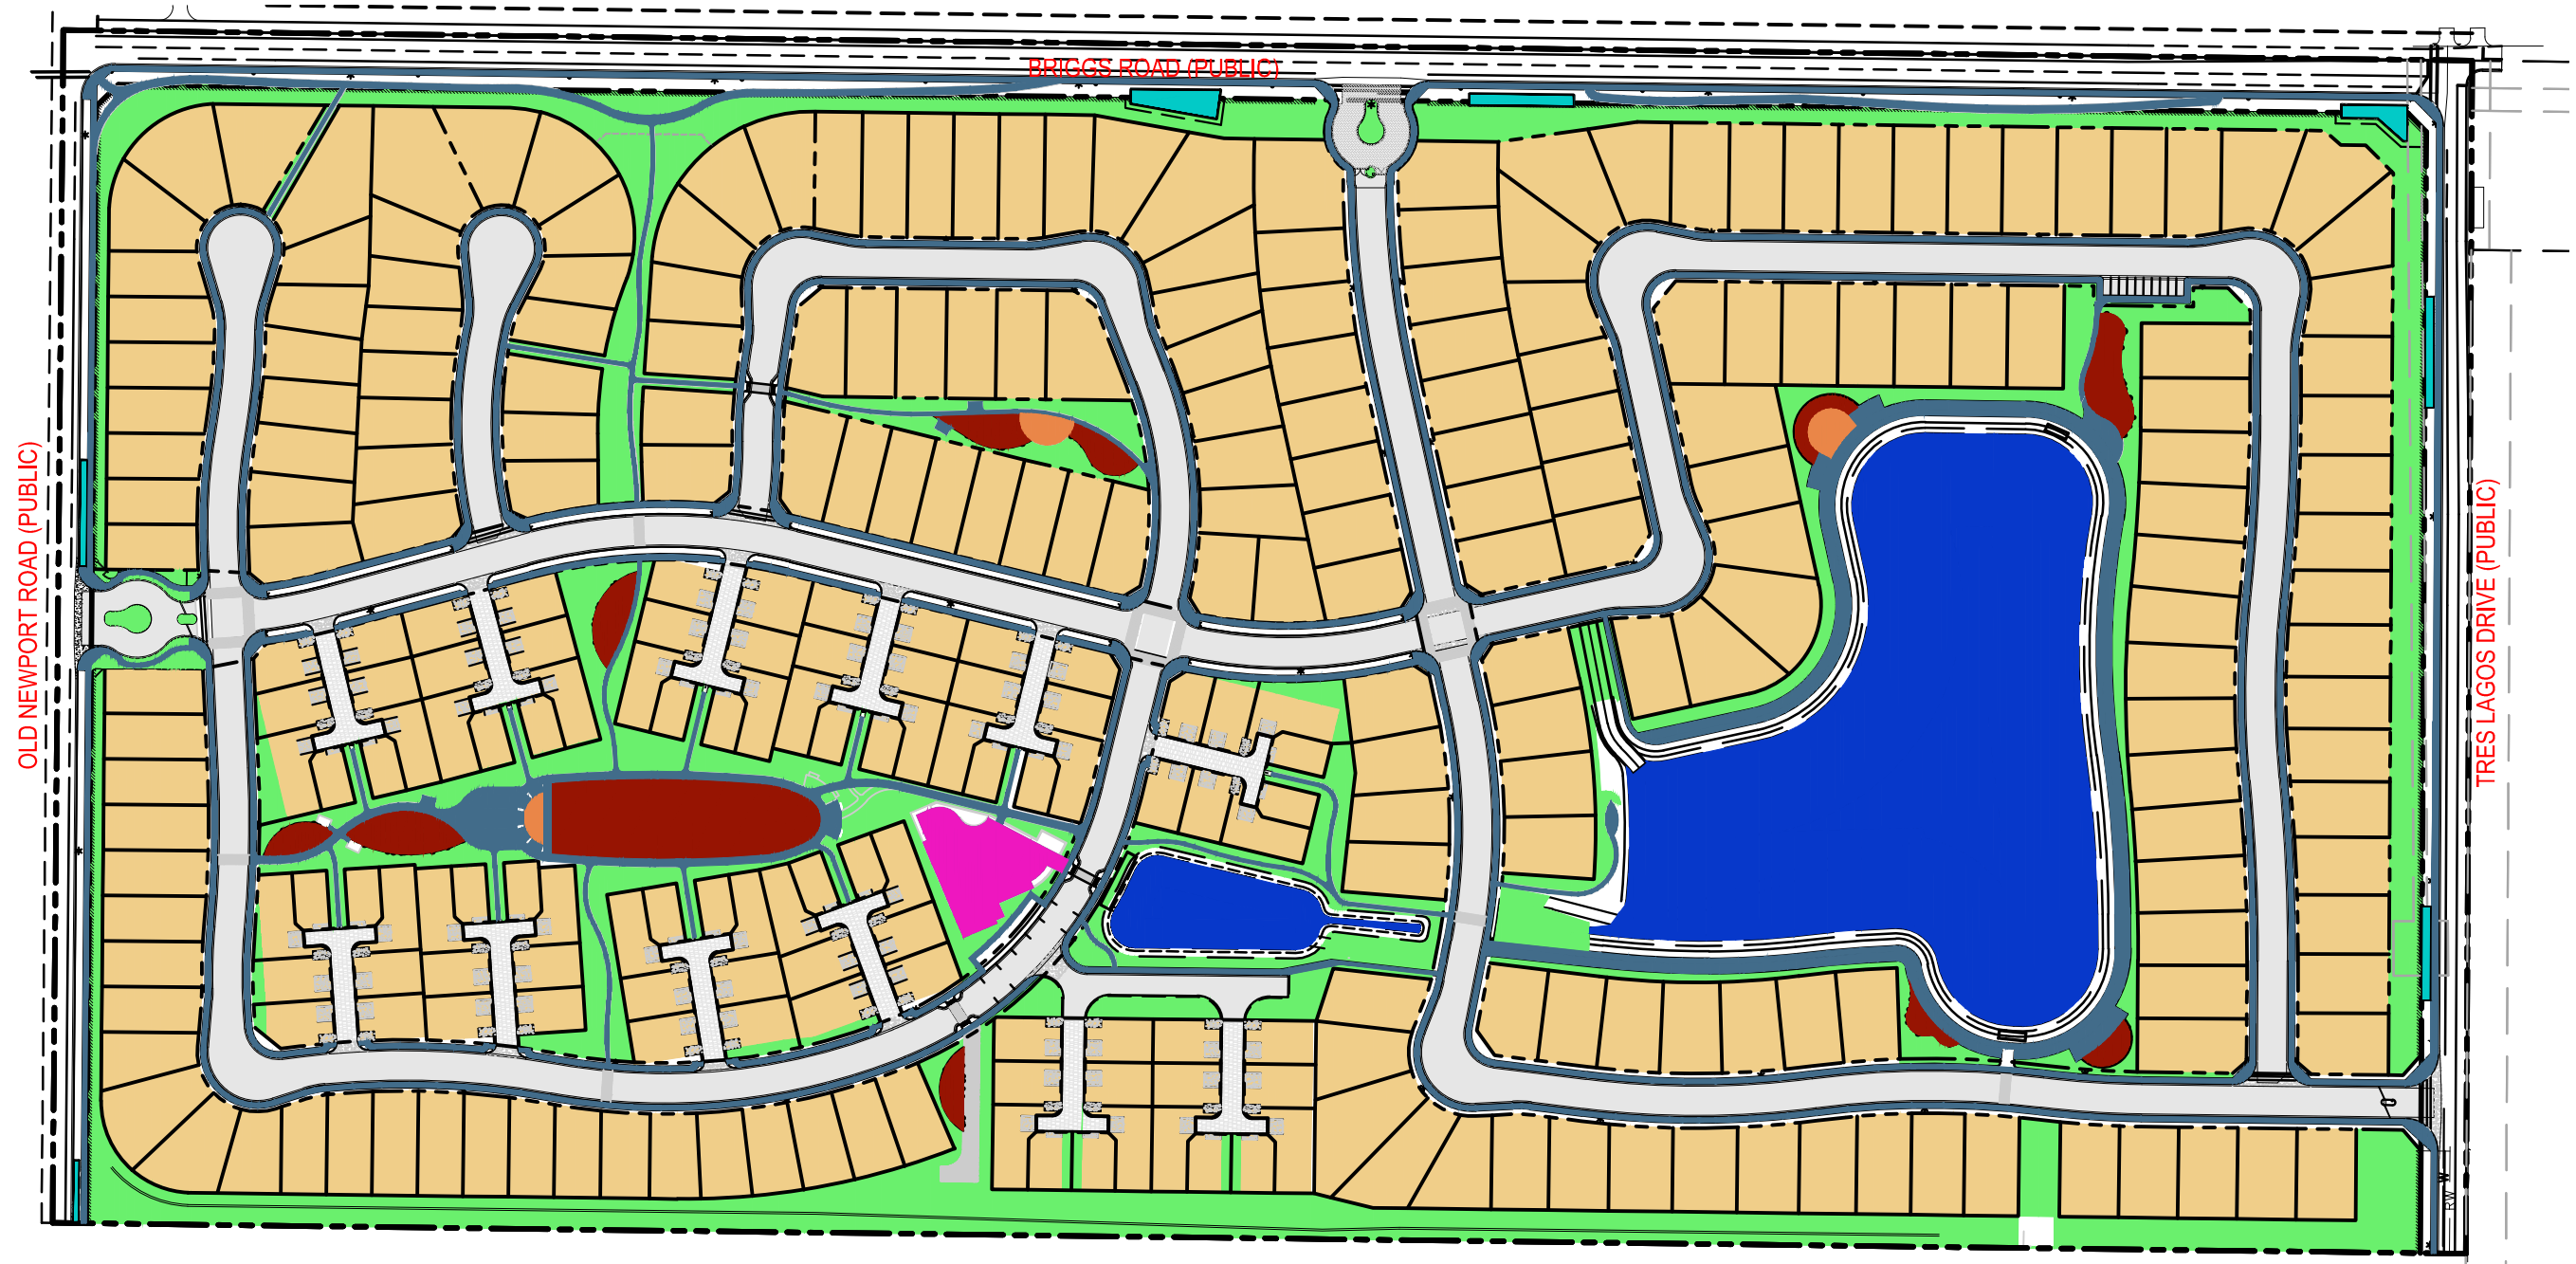 BRIGGS ROAD (PUBLIC)
OLD NEWPORT ROAD (PUBLIC)
TRES LAGOS DRIVE (PUBLIC)